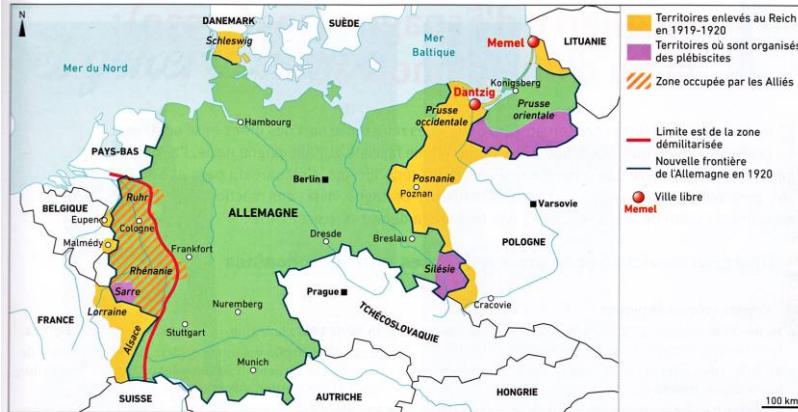 N
DANEMARK
SUÈDE
Schleswig
Mer
Baltique
Memel
LITUANIE
Mer du Nord
Konigsberg
Dantzig
Prusse
occidentale
Prusse
orientale
Hambourg
PAYS-BAS
Berlin
Posnanie
Poznan
Varsovie
BELGIQUE
Ruhr
Eupen
Cologne
ALLEMAGNE
Malmédy
Dresde
Breslau
POLOGNE
Frankfort
Rhénanie
Silésie
Sarre
Prague
Cracovie
Lorraine
Nuremberg
TCHÉCOSLOVAQUIE
FRANCE
Alsace
Stuttgart
Munich
SUISSE
AUTRICHE
HONGRIE
Territoires enlevés au Reich
en 1919-1920
Territoires où sont organisés
des plébiscites
Zone occupée par les Alliés
Limite est de la zone
démilitarisée
Nouvelle frontière
de l'Allemagne en 1920
Ville libre
Memel
100 km